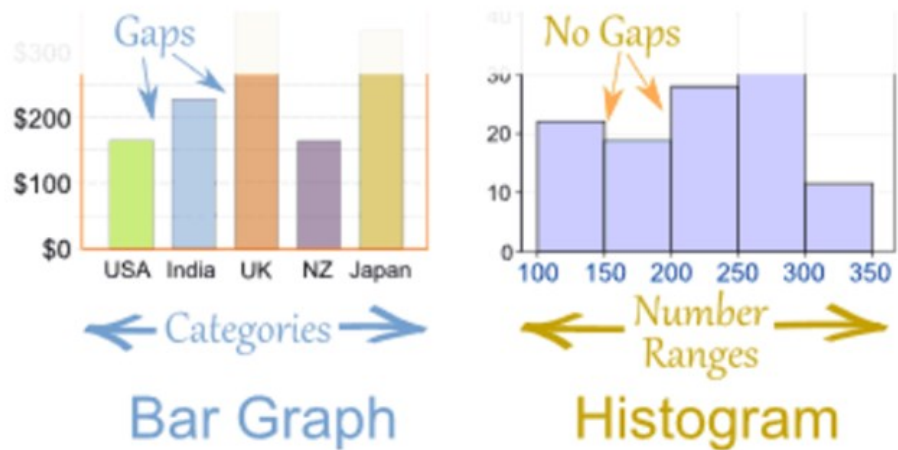 Gaps
$300
$200
$100
$0
USA India UK NZ Japan
Categories
Bar Graph
40
No Gaps
30
20
10
0
100 150 200 250 300 350
Number
Ranges
Histogram